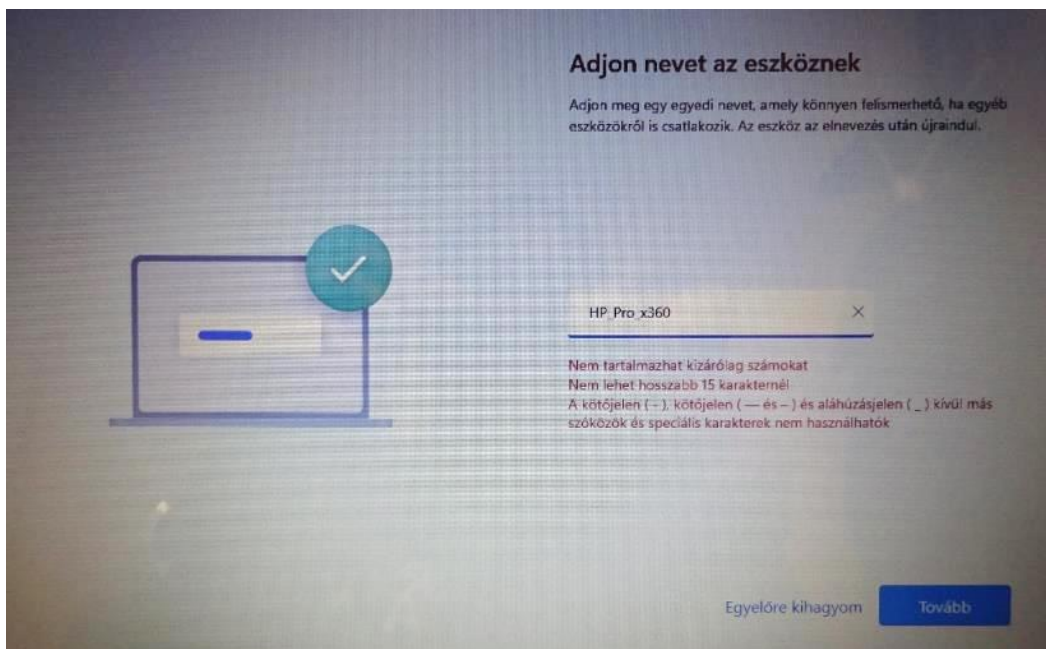 Adjon nevet az eszköznek
Adjon meg egy egyedi nevet, amely könnyen felismerhető, ha egyéb
eszközökről is csatlakozik. Az eszköz az elnevezés után újraindul.
HP_Pro_x360
Nem tartalmazhat kizárólag számokat
Nem lehet hosszabb 15 karakternél
A kötőjelen ( - ), kötőjelen ( — és – ) és aláhúzásjelen ( _ ) kívül más
szóközök és speciális karakterek nem használhatók
Egyelőre kihagyom
Tovább